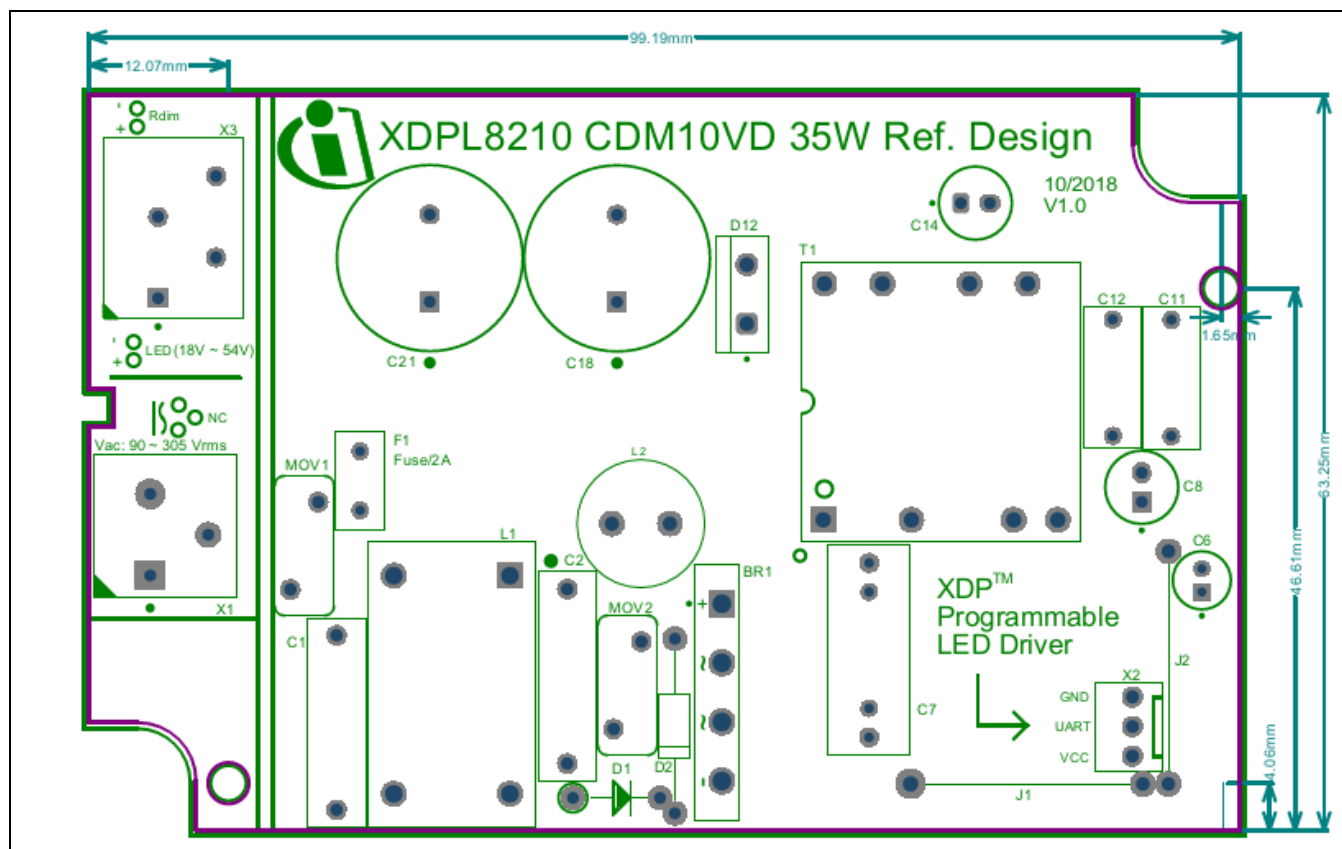 99.19mm
12.07mm
-
+ Rdim
X3
XDPL8210 CDM10VD 35W Ref. Design
10/2018
V1.0
C14
D12
T1
C12
C11
1.65mm
C21
C18
-
+ LED (18V ~ 54V)
NC
Vac: 90 ~ 305 Vrms
F1
Fuse/2A
MOV1
L2
C8
63.25mm
46.61mm
L1
C2
BR1
C6
X1
C1
MOV2
+
~
~
-
XDP™
Programmable
LED Driver
J2
X2
GND
UART
VCC
C7
D1
D2
J1
4.06mm